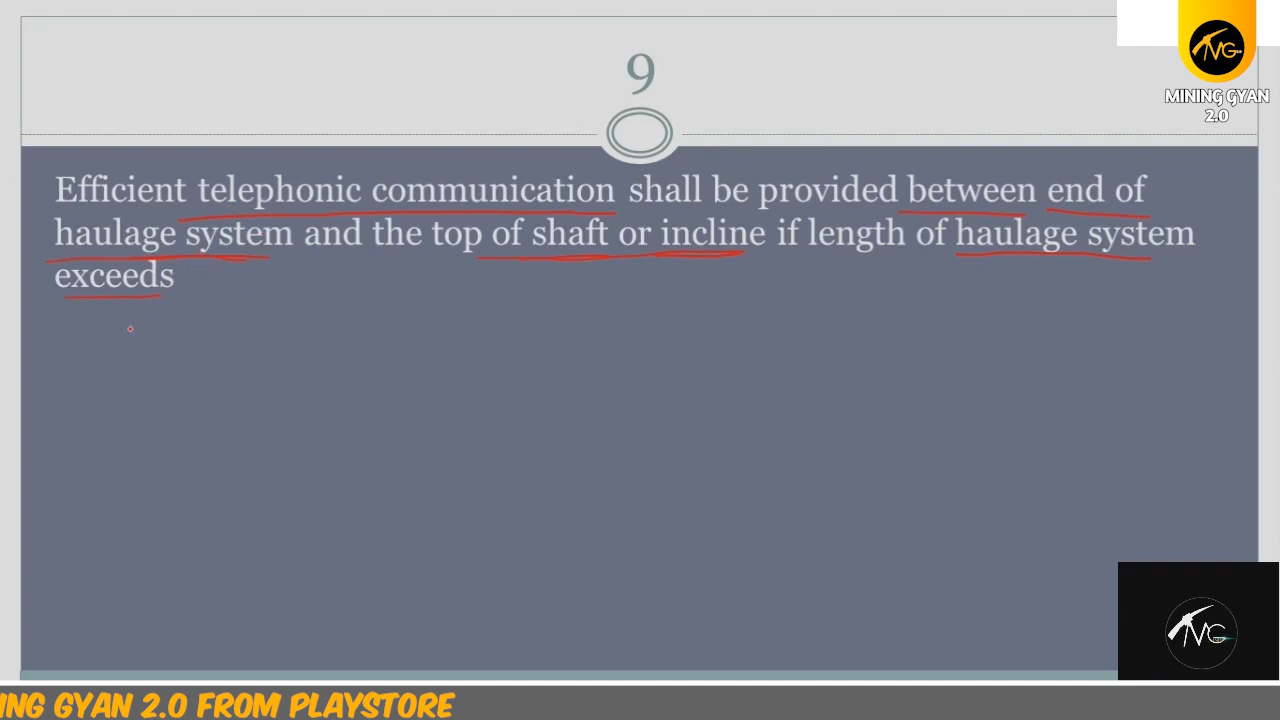 9
MINING GYAN
2.0
Efficient telephonic communication shall be provided between end of
haulage system and the top of shaft or incline if length of haulage system
exceeds
ING GYAN 2.0 FROM PLAYSTORE